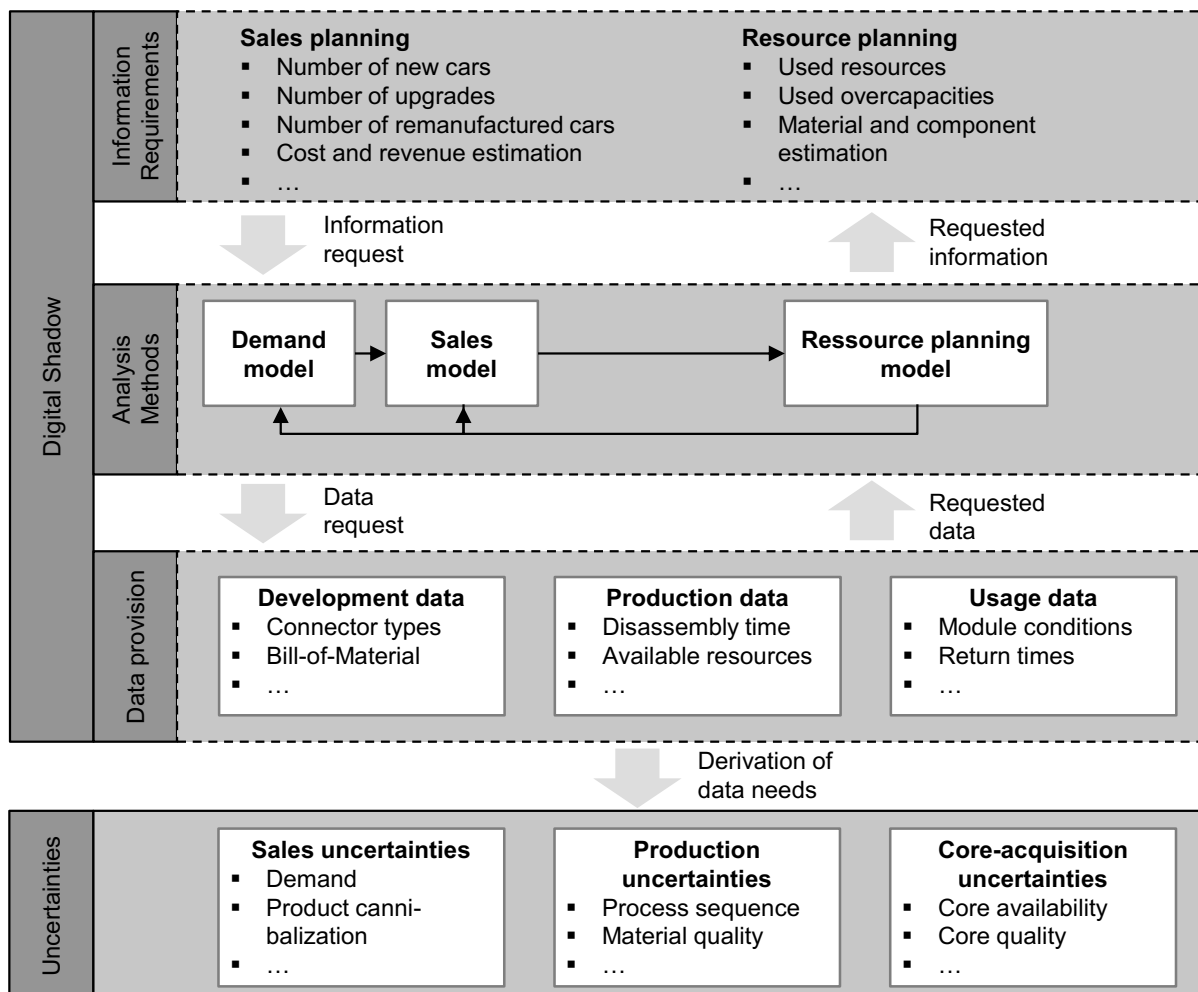 Digital Shadow
Information
Requirements
Sales planning
▪ Number of new cars
▪ Number of upgrades
▪ Number of remanufactured cars
▪ Cost and revenue estimation
▪ …
Resource planning
▪ Used resources
▪ Used overcapacities
▪ Material and component
estimation
▪ …
Information
request
Requested
information
Analysis
Methods
Demand
model
Sales
model
Ressource planning
model
Data
request
Requested
data
Data provision
Development data
▪ Connector types
▪ Bill-of-Material
▪ …
Production data
▪ Disassembly time
▪ Available resources
▪ …
Usage data
▪ Module conditions
▪ Return times
▪ …
Derivation of
data needs
Uncertainties
Sales uncertainties
▪ Demand
▪ Product canni-
balization
▪ …
Production
uncertainties
▪ Process sequence
▪ Material quality
▪ …
Core-acquisition
uncertainties
▪ Core availability
▪ Core quality
▪ …